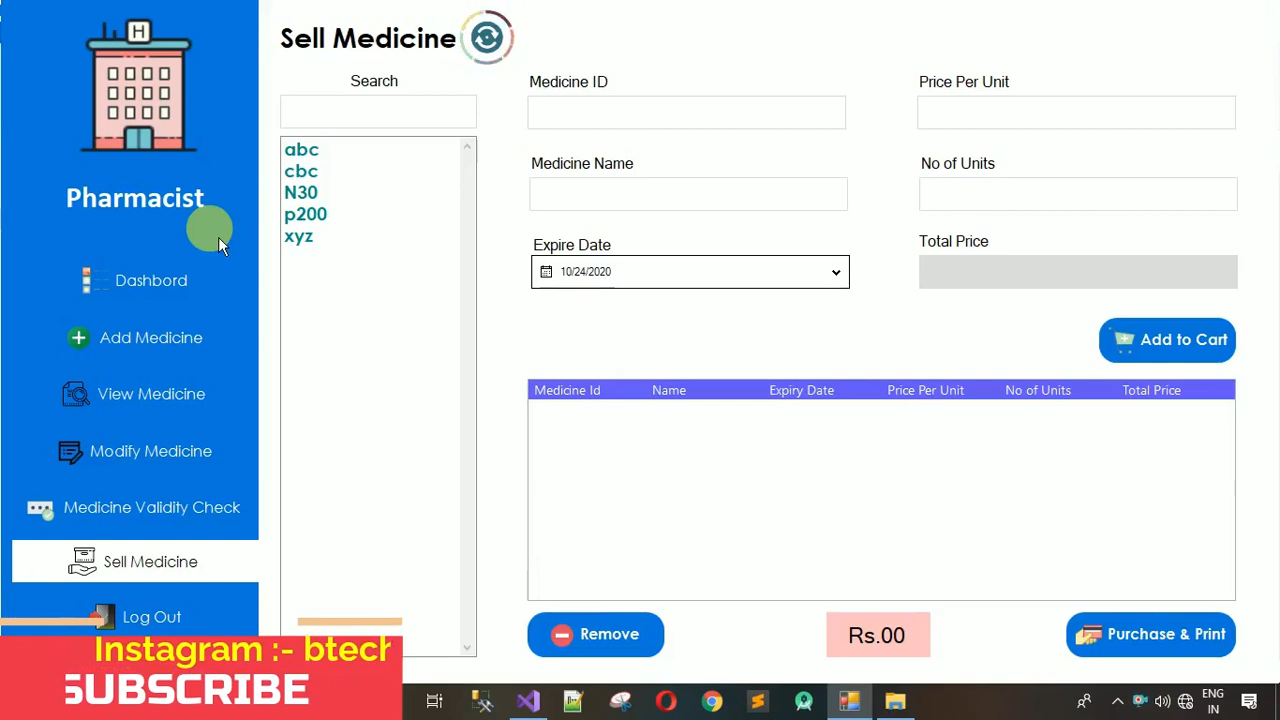 H
Pharmacist
Dashbord
Add Medicine
View Medicine
Modify Medicine
Medicine Validity Check
Sell Medicine
Log Out
Instagram :- btech
SUBSCRIBE
Sell Medicine
Search
abc
cbc
N30
p200
xyz
Medicine ID
Medicine Name
Expire Date
10/24/2020
Price Per Unit
No of Units
Total Price
Add to Cart
Medicine Id Name Expiry Date Price Per Unit No of Units Total Price
Remove
Rs.00
Purchase & Print
ENG
IN